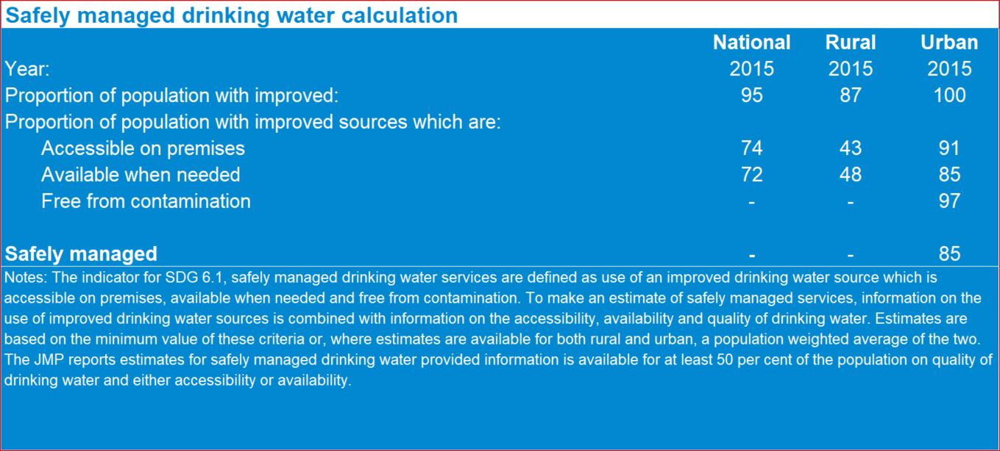 Safely managed drinking water calculation
National Rural Urban
Year: 2015 2015 2015
Proportion of population with improved: 95 87 100
Proportion of population with improved sources which are:
Accessible on premises 74 43 91
Available when needed 72 48 85
Free from contamination - - 97
Safely managed - - 85
Notes: The indicator for SDG 6.1, safely managed drinking water services are defined as use of an improved drinking water source which is
accessible on premises, available when needed and free from contamination. To make an estimate of safely managed services, information on the
use of improved drinking water sources is combined with information on the accessibility, availability and quality of drinking water. Estimates are
based on the minimum value of these criteria or, where estimates are available for both rural and urban, a population weighted average of the two.
The JMP reports estimates for safely managed drinking water provided information is available for at least 50 per cent of the population on quality of
drinking water and either accessibility or availability.